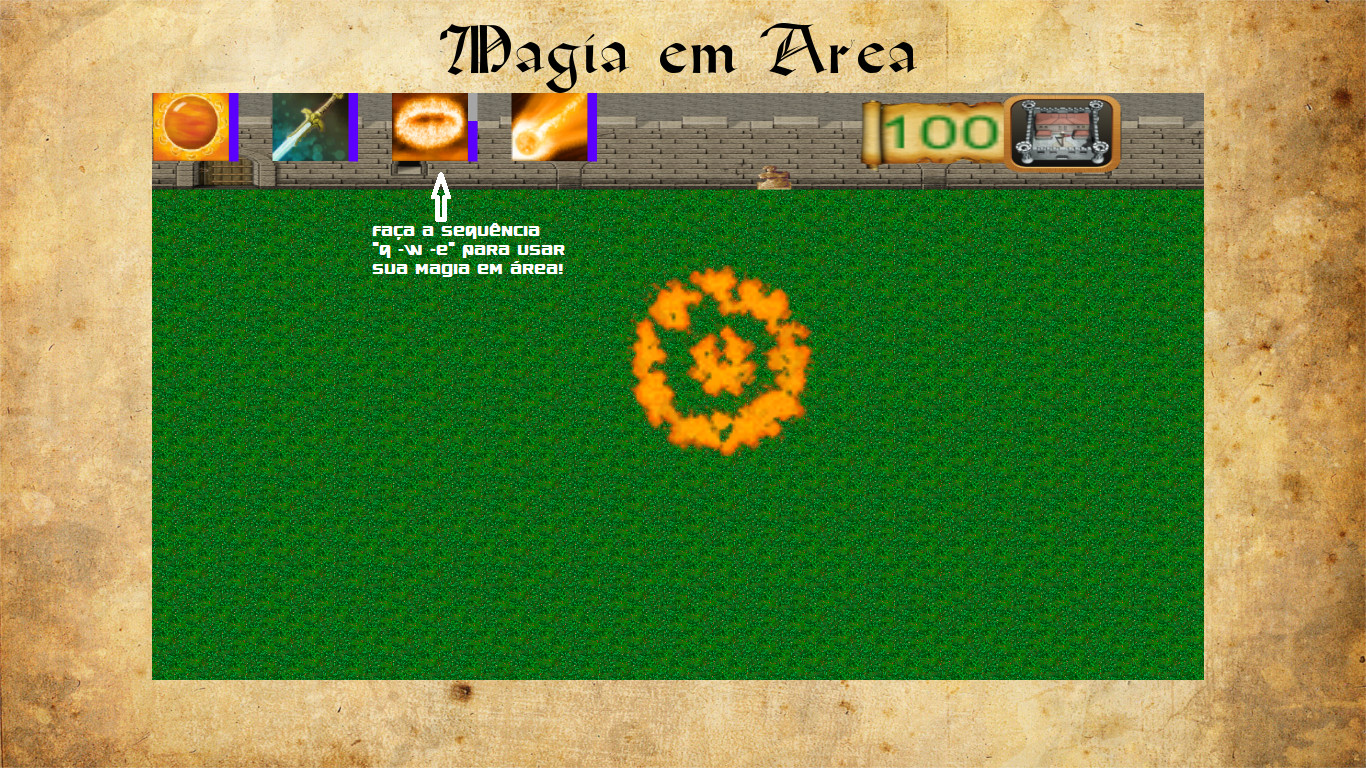 Magia em Area
100
Faça a sequência
"q -w -e" para usar
sua magia em área!